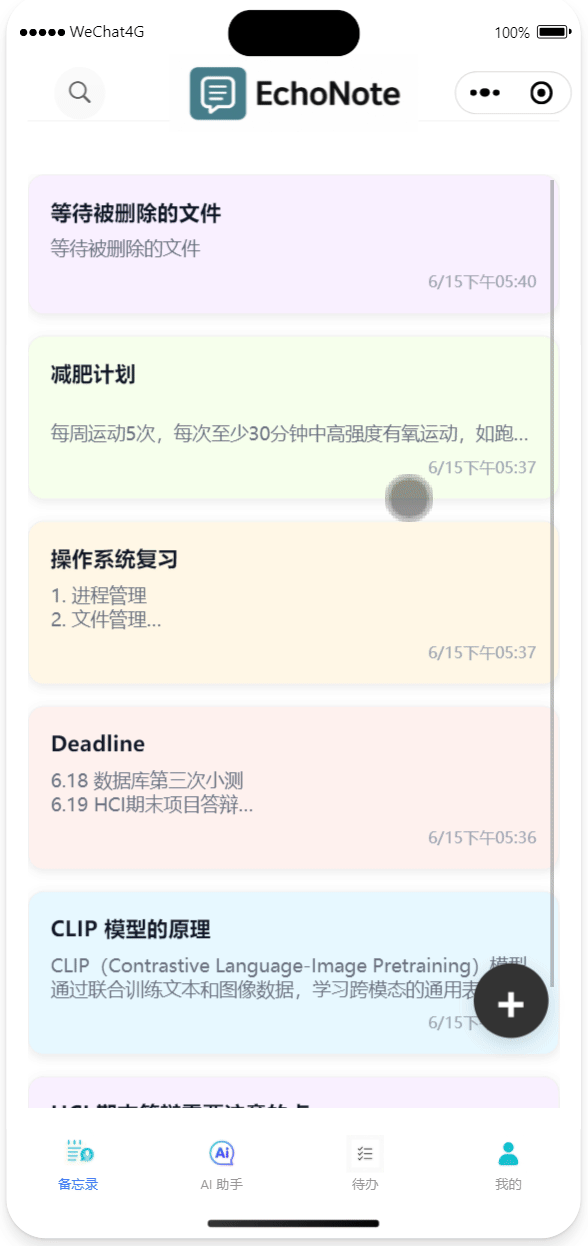 WeChat4G
100%
EchoNote
等待被删除的文件
等待被删除的文件
6/15下午05:40
减肥计划
每周运动5次，每次至少30分钟中高强度有氧运动，如跑...
6/15下午05:37
操作系统复习
1. 进程管理
2. 文件管理...
6/15下午05:37
Deadline
6.18 数据库第三次小测
6.19 HCI期末项目答辩...
6/15下午05:36
CLIP 模型的原理
CLIP（Contrastive Language-Image Pretraining）模型
通过联合训练文本和图像数据，学习跨模态的通用表
6/15下
备忘录
Ai
AI 助手
待办
我的